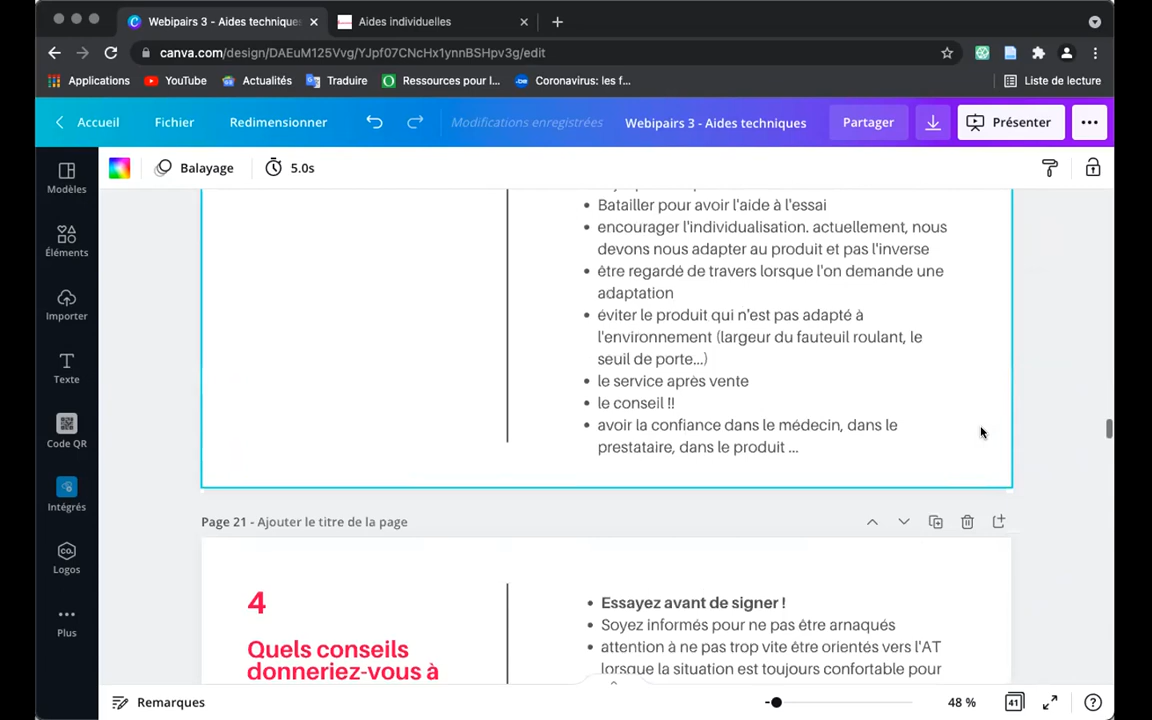 Webipairs 3 - Aides technique
Aides individuelles
canva.com/design/DAEuM125Vvg/YJpf07CNcHx1ynnBSHpv3g/edit
Applications
YouTube
Actualités
Traduire
Ressources pour l...
Coronavirus: les f...
Liste de lecture
Accueil
Fichier
Redimensionner
Modifications enregistrées
Webipairs 3 - Aides techniques
Partager
Présenter
Balayage
5.0s
Modèles
Éléments
Importer
Texte
Code QR
Intégrés
CO.
Logos
Plus
• Batailler pour avoir l'aide à l'essai
• encourager l'individualisation. actuellement, nous
devons nous adapter au produit et pas l'inverse
• être regardé de travers lorsque l'on demande une
adaptation
• éviter le produit qui n'est pas adapté à
l'environnement (largeur du fauteuil roulant, le
seuil de porte...)
• le service après vente
• le conseil !!
• avoir la confiance dans le médecin, dans le
prestataire, dans le produit ...
Page 21 - Ajouter le titre de la page
4
Quels conseils
donneriez-vous à
• Essayez avant de signer !
• Soyez informés pour ne pas être arnaqués
• attention à ne pas trop vite être orientés vers l'AT
lorsque la situation est toujours confortable pour
Remarques
48 %
41